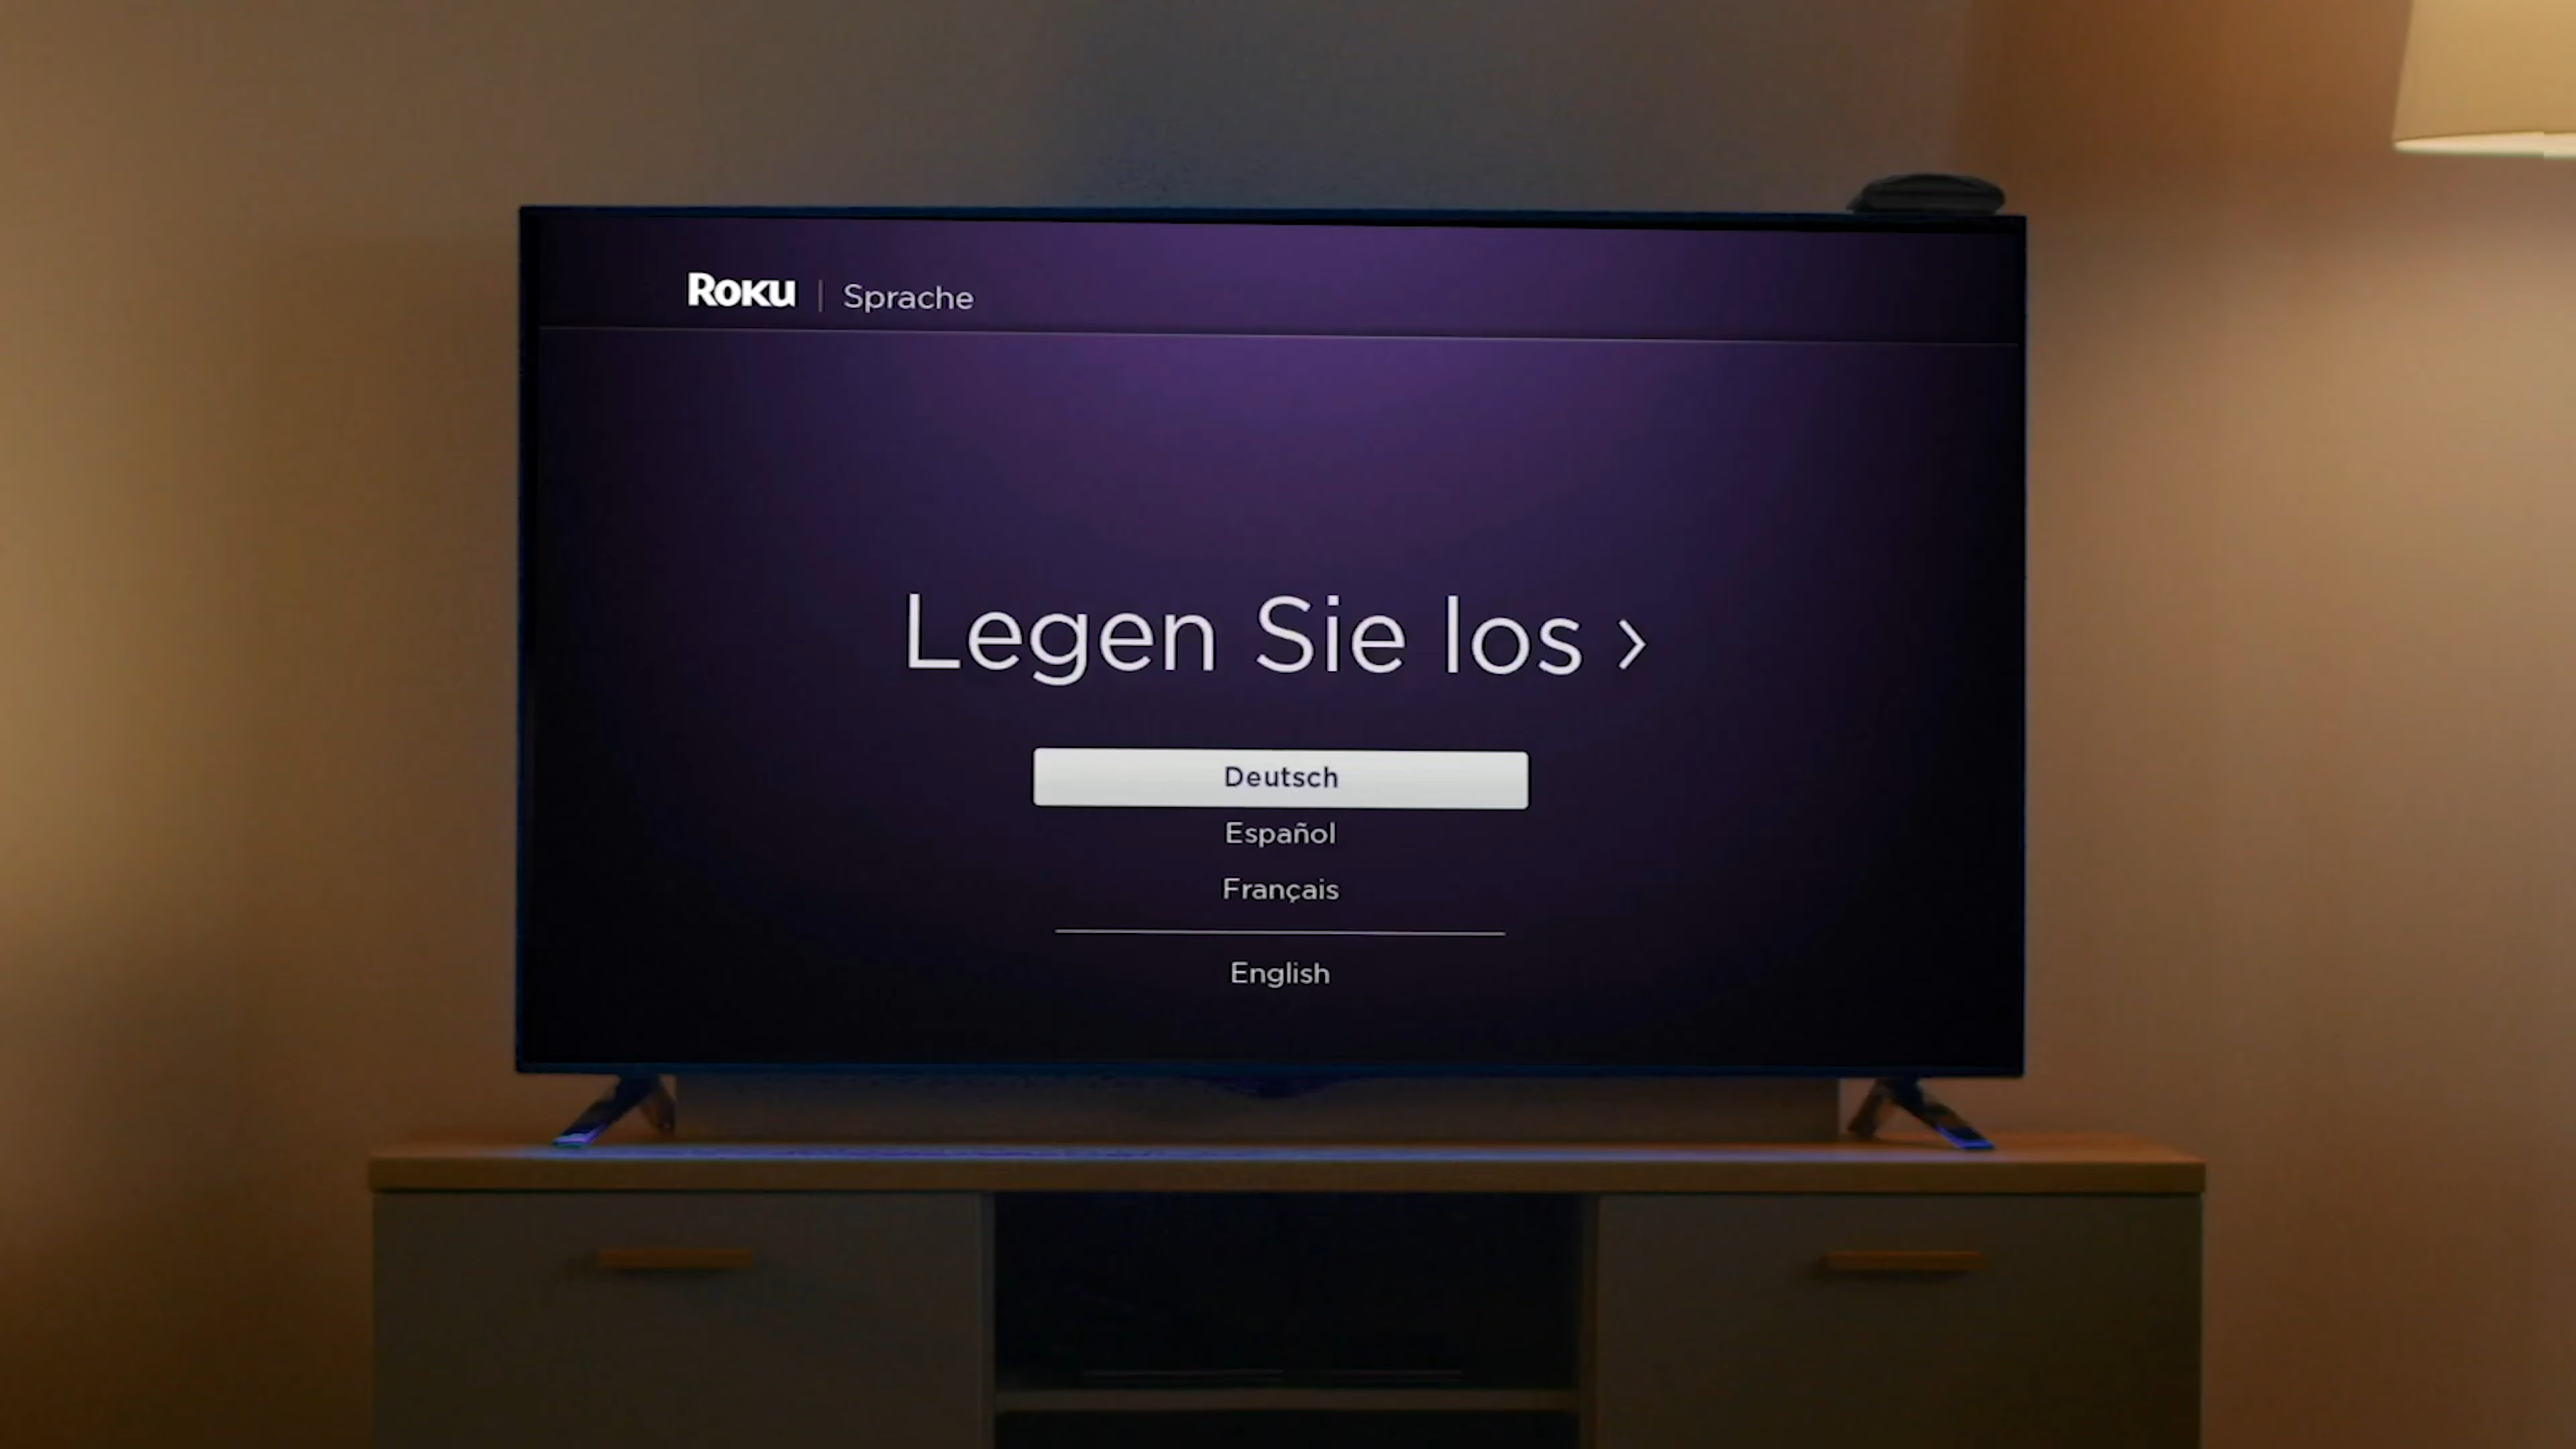 Roku | Sprache
Legen Sie los ›
Deutsch
Español
Français
English